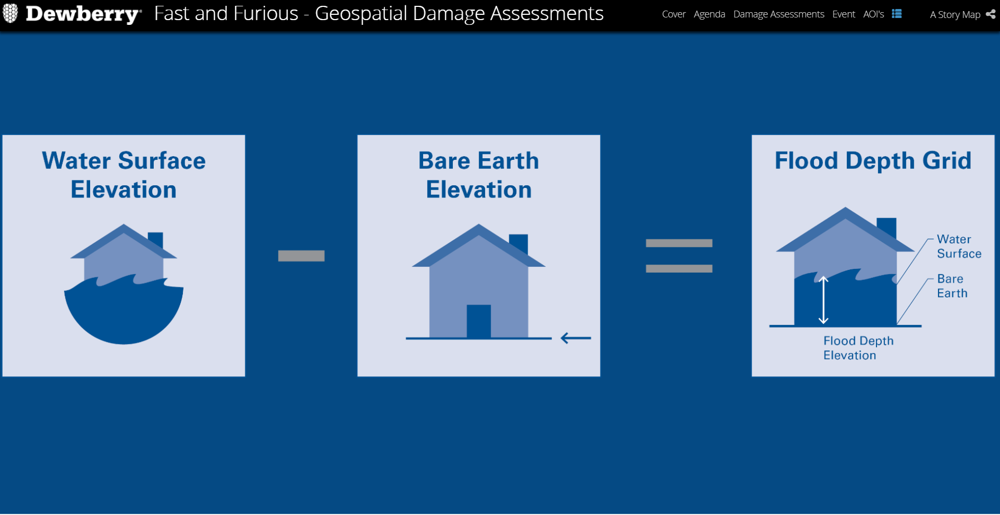 Dewberry® Fast and Furious - Geospatial Damage Assessments Cover Agenda Damage Assessments Event AOI's A Story Map
Water Surface
Elevation
Bare Earth
Elevation
Flood Depth Grid
Water
Surface
Bare
Earth
Flood Depth
Elevation